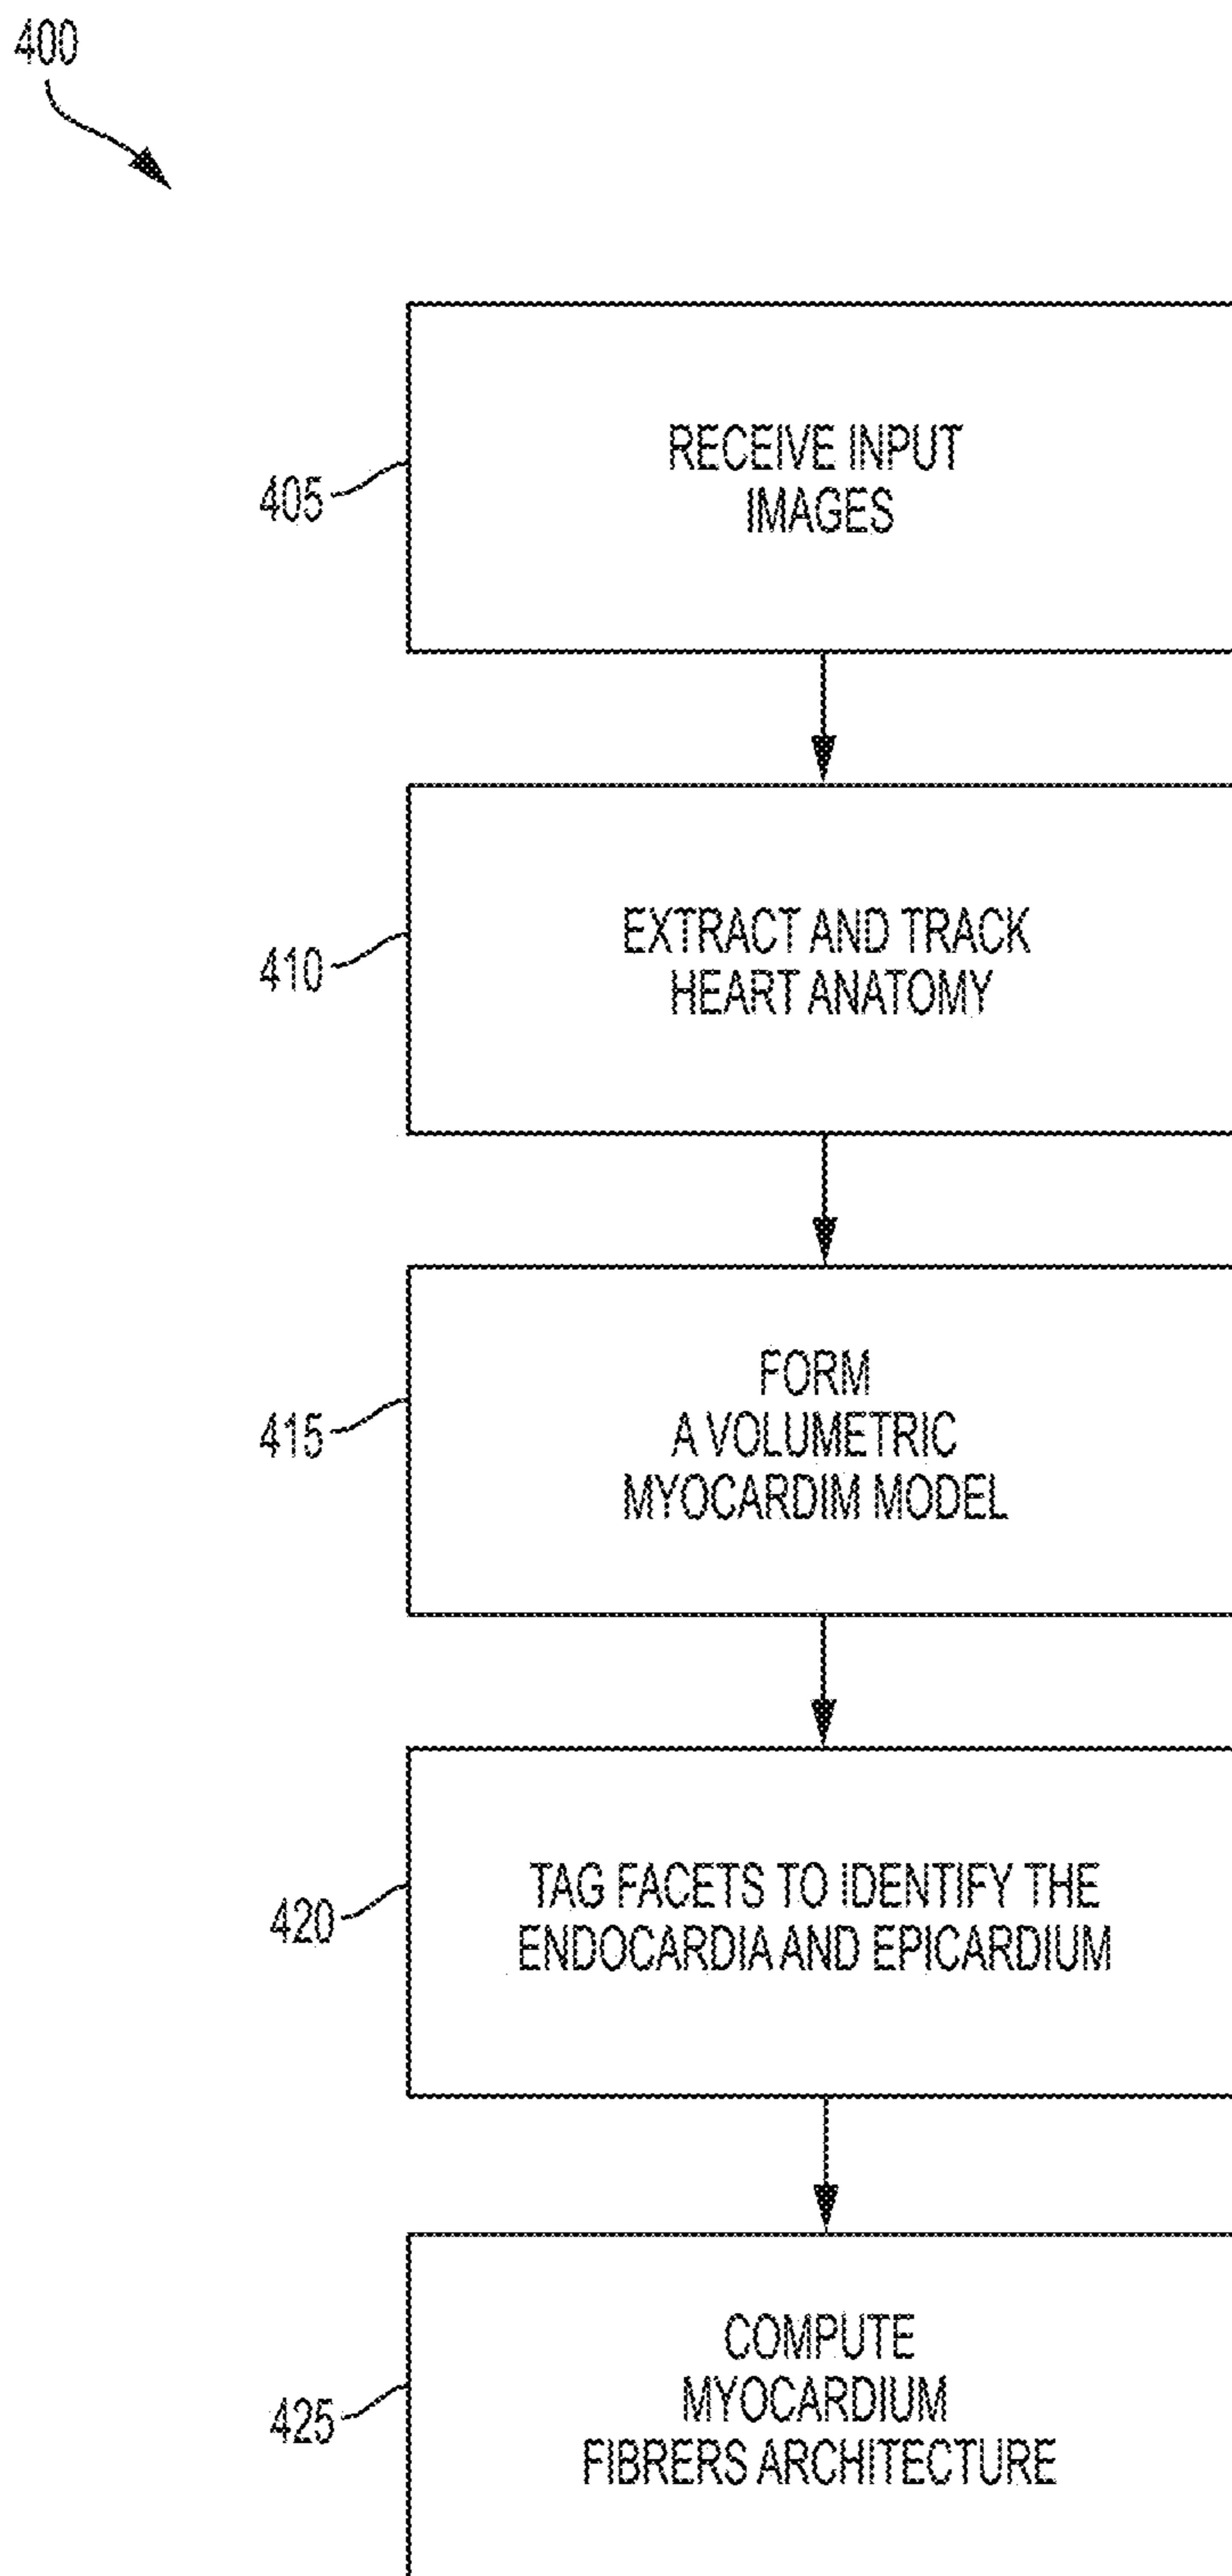 400
405
RECEIVE INPUT
IMAGES
410
EXTRACT AND TRACK
HEART ANATOMY
415
FORM
A VOLUMETRIC
MYOCARDIM MODEL
420
TAG FACETS TO IDENTIFY THE
ENDOCARDIA AND EPICARDIUM
425
COMPUTE
MYOCARDIUM
FIBRERS ARCHITECTURE